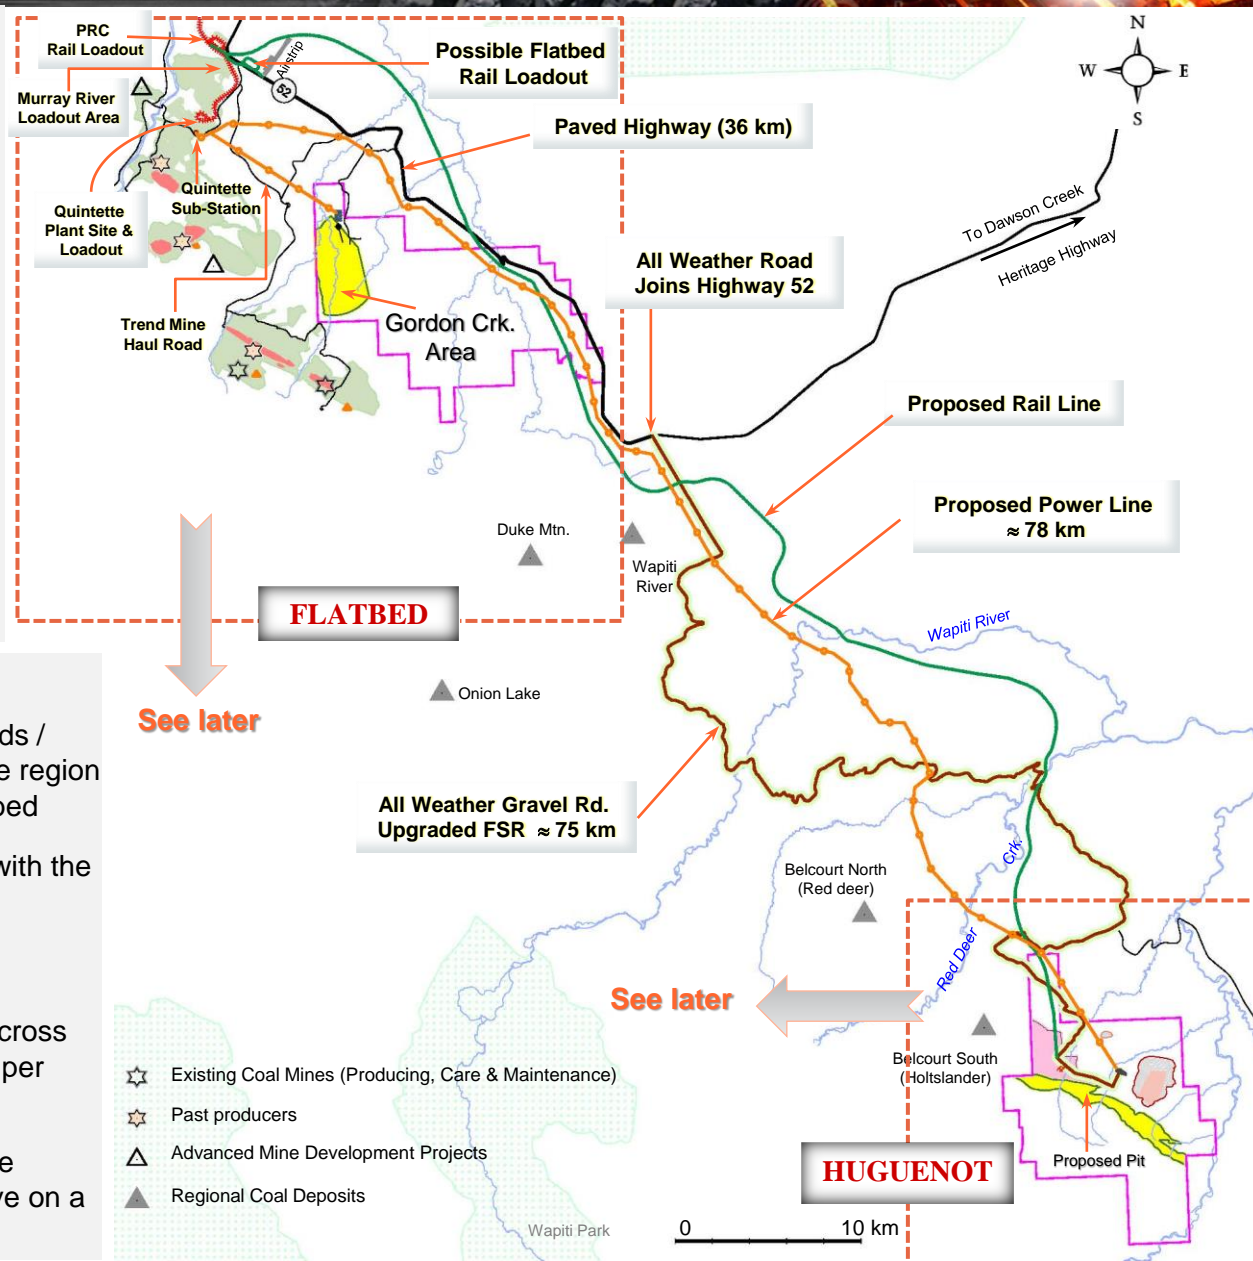 PRC
Rail Loadout
Possible Flatbed
Rail Loadout
Airstrip
52
Murray River
Loadout Area
Paved Highway (36 km)
N
W
E
S
Quintette
Sub-Station
Quintette
Plant Site &
Loadout
To Dawson Creek
Heritage Highway
All Weather Road
Joins Highway 52
Trend Mine
Haul Road
Gordon Crk.
Area
Proposed Rail Line
Proposed Power Line
≈ 78 km
Duke Mtn.
Wapiti
River
FLATBED
Wapiti River
Onion Lake
See later
ds /
e region
bed
with the
All Weather Gravel Rd.
Upgraded FSR ≈ 75 km
Crk.
Belcourt North
(Red deer)
Red Deer
See later
cross
per
Belcourt South
(Holtslander)
Existing Coal Mines (Producing, Care & Maintenance)
Past producers
Advanced Mine Development Projects
Regional Coal Deposits
e
ve on a
HUGUENOT
Proposed Pit
Wapiti Park
0
10 km